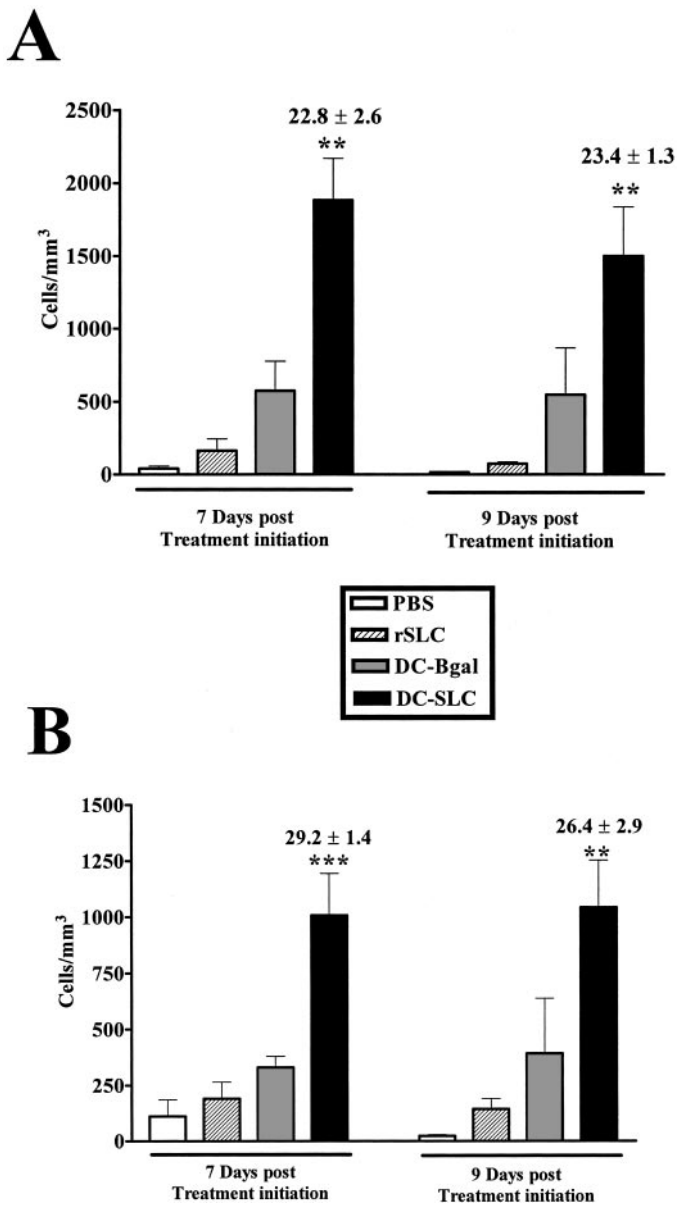 A
2500
2000
1500
1000
500
0
Cells/mm³
22.8 ± 2.6
**
23.4 ± 1.3
**
7 Days post
Treatment initiation
9 Days post
Treatment initiation
PBS
rSLC
DC-Bgal
DC-SLC
B
1500
1250
1000
750
500
250
0
Cells/mm³
29.2 ± 1.4
***
26.4 ± 2.9
**
7 Days post
Treatment initiation
9 Days post
Treatment initiation